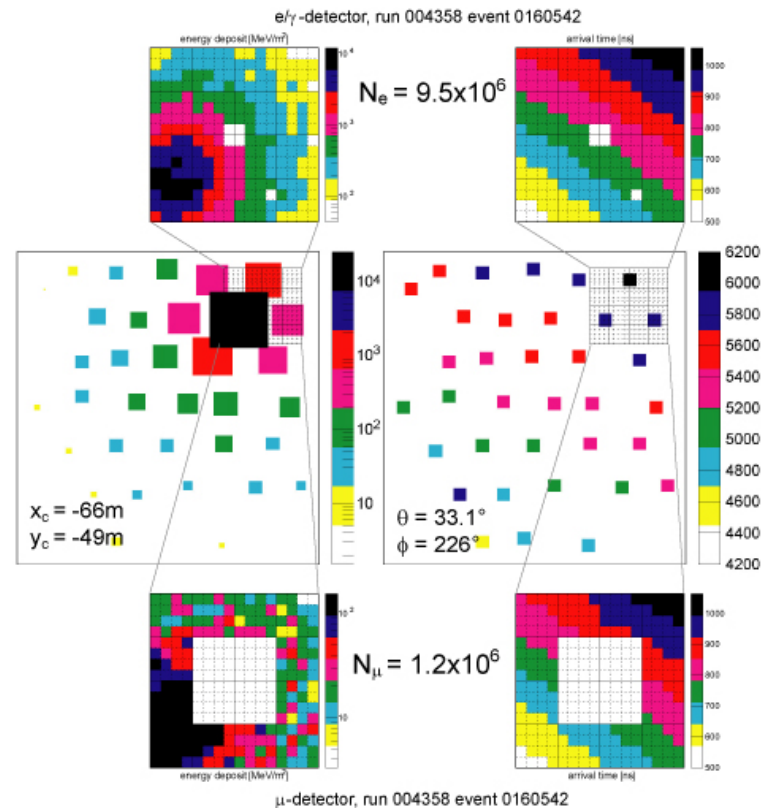 e/γ-detector, run 004358 event 0160542
energy deposit [MeV/m²]
arrival time [ns]
10⁴
10³
10²
Nₑ = 9.5x10⁶
1000
900
800
700
600
500
10⁴
10³
10²
10
x꜀ = -66m
y꜀ = -49m
6200
6000
5800
5600
5400
5200
5000
4800
4600
4400
4200
θ = 33.1°
ϕ = 226°
10²
10
N_μ = 1.2x10⁶
1000
900
800
700
600
500
energy deposit [MeV/m²]
arrival time [ns]
μ-detector, run 004358 event 0160542